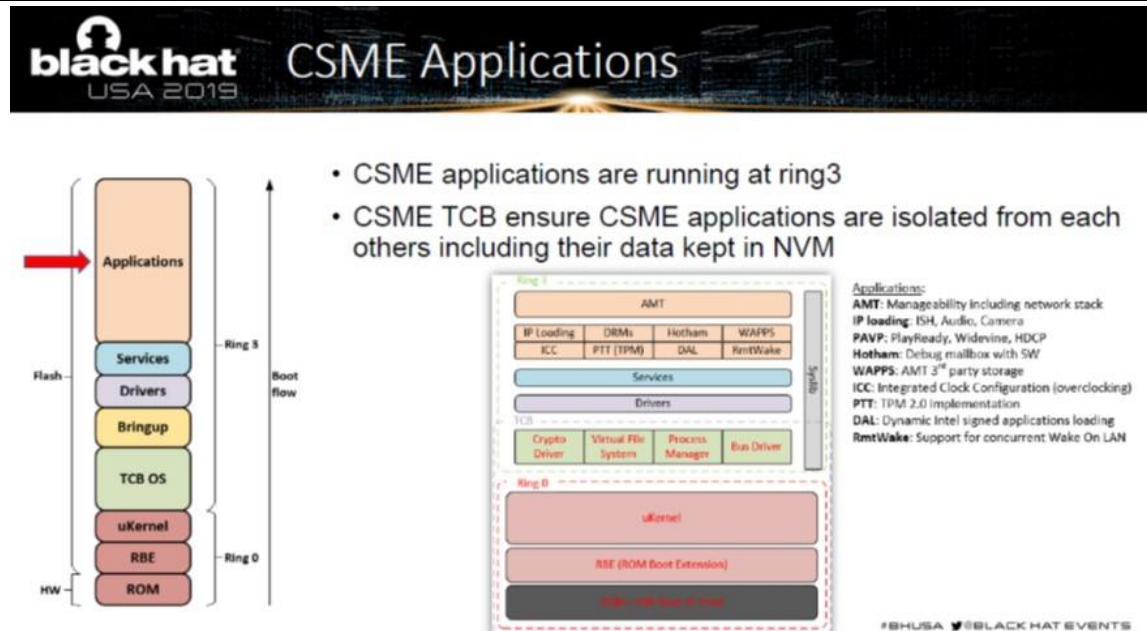 black hat
USA 2019
CSME Applications
• CSME applications are running at ring3
• CSME TCB ensure CSME applications are isolated from each
others including their data kept in NVM
Applications
Services
Drivers
Bringup
TCB OS
uKernel
RBE
ROM
Flash
HW
Ring 3
Ring 0
Boot
flow
Ring 3
AMT
IP Loading
DRMs
Hotham
WAPPS
ICC
PTT (TPM)
DAL
RmtWake
Services
Drivers
Synlib
TCB
Crypto
Driver
Virtual File
System
Process
Manager
Bus Driver
Ring 0
uKernel
RBE (ROM Boot Extension)
Applications:
AMT: Manageability including network stack
IP loading: ISH, Audio, Camera
PAVP: PlayReady, Widevine, HDCP
Hotham: Debug mailbox with SW
WAPPS: AMT 3rd party storage
ICC: Integrated Clock Configuration (overclocking)
PTT: TPM 2.0 implementation
DAL: Dynamic Intel signed applications loading
RmtWake: Support for concurrent Wake On LAN
#BHUSA @BLACK HAT EVENTS